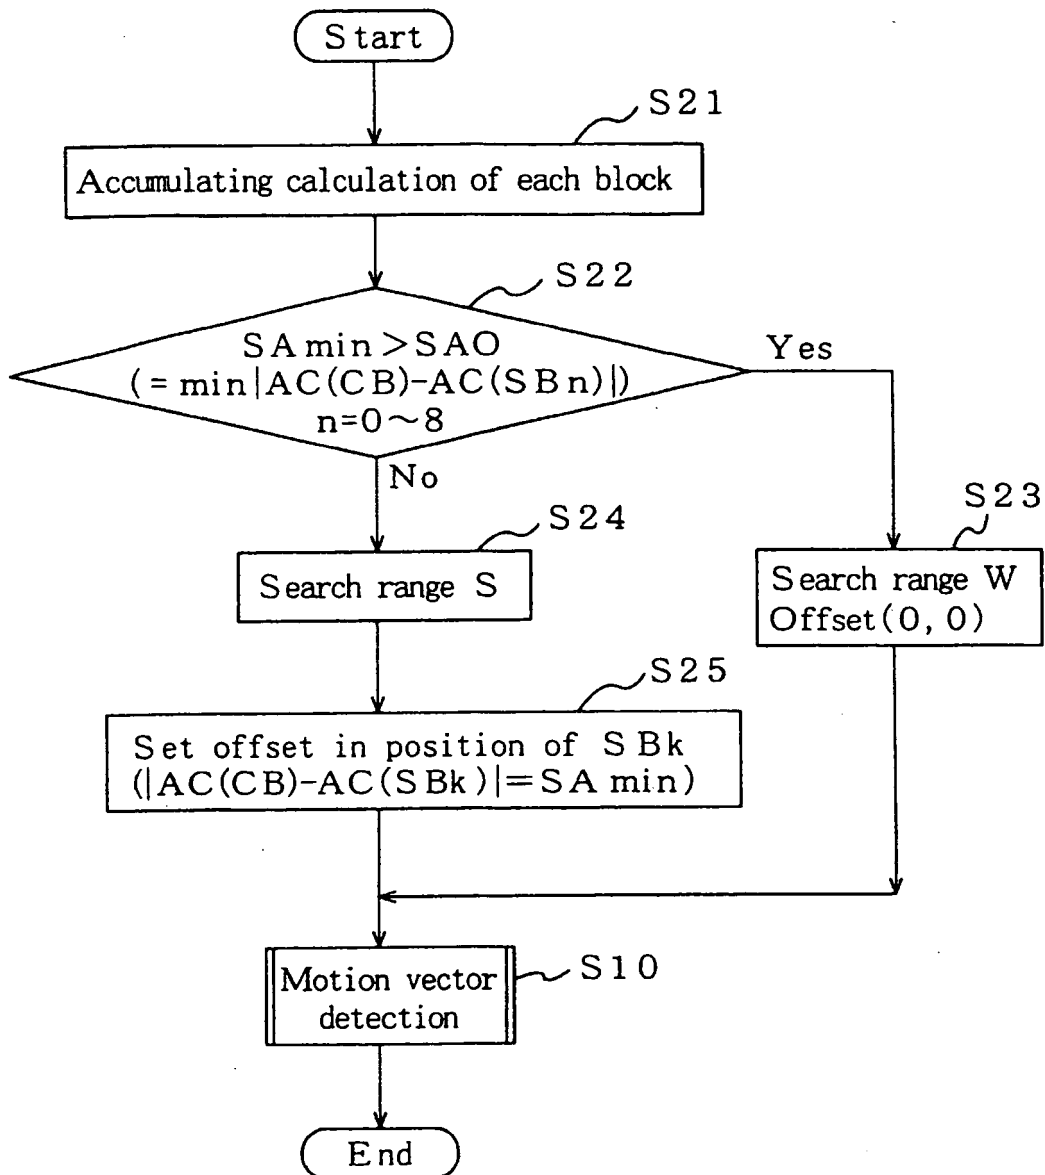 Start
S21
Accumulating calculation of each block
S22
SAmin>SAO
(=min|AC(CB)-AC(SBn)|)
n=0~8
Yes
No
S23
S24
Search range S
Search range W
Offset(0,0)
S25
Set offset in position of SBk
(|AC(CB)-AC(SBk)|=SAmin)
Motion vector
detection
S10
End